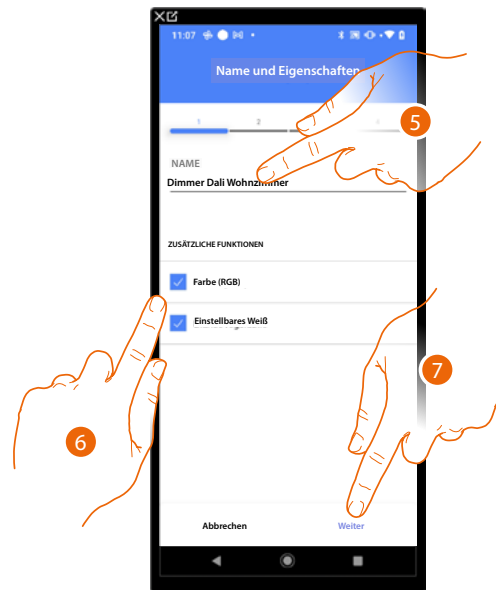 11:07
Name und Eigenschaften
1 2
5
NAME
Dimmer Dali Wohnzimmer
ZUSÄTZLICHE FUNKTIONEN
Farbe (RGB)
Einstellbares Weiß
7
6
Abbrechen Weiter